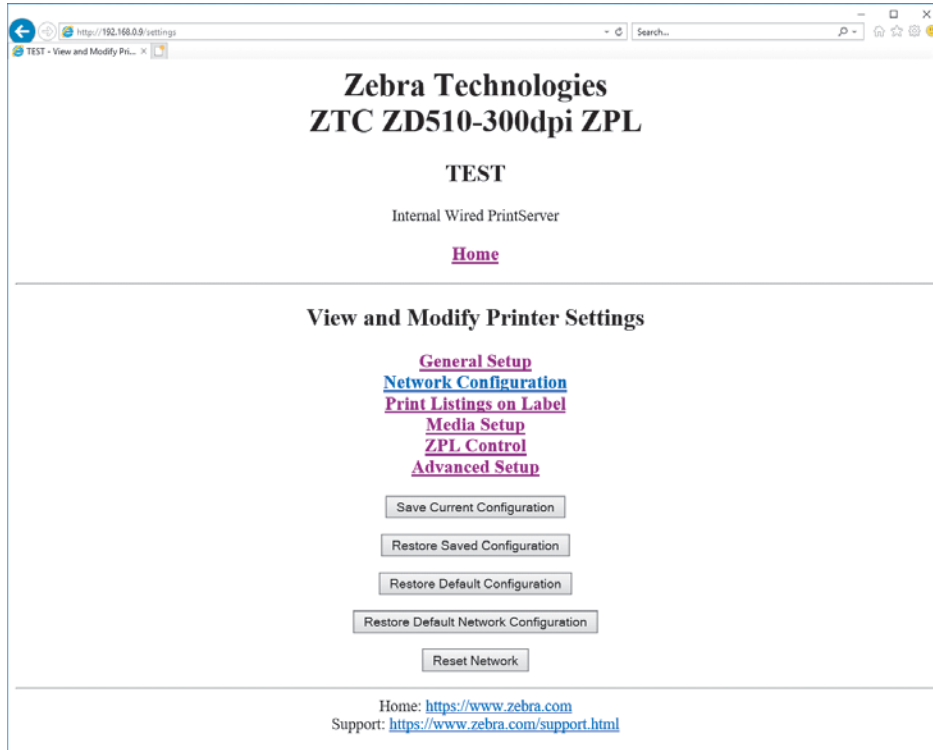 http://192.168.0.9/settings
Search...
TEST - View and Modify Pri...
Zebra Technologies
ZTC ZD510-300dpi ZPL
TEST
Internal Wired PrintServer
Home
View and Modify Printer Settings
General Setup
Network Configuration
Print Listings on Label
Media Setup
ZPL Control
Advanced Setup
Save Current Configuration
Restore Saved Configuration
Restore Default Configuration
Restore Default Network Configuration
Reset Network
Home: https://www.zebra.com
Support: https://www.zebra.com/support.html